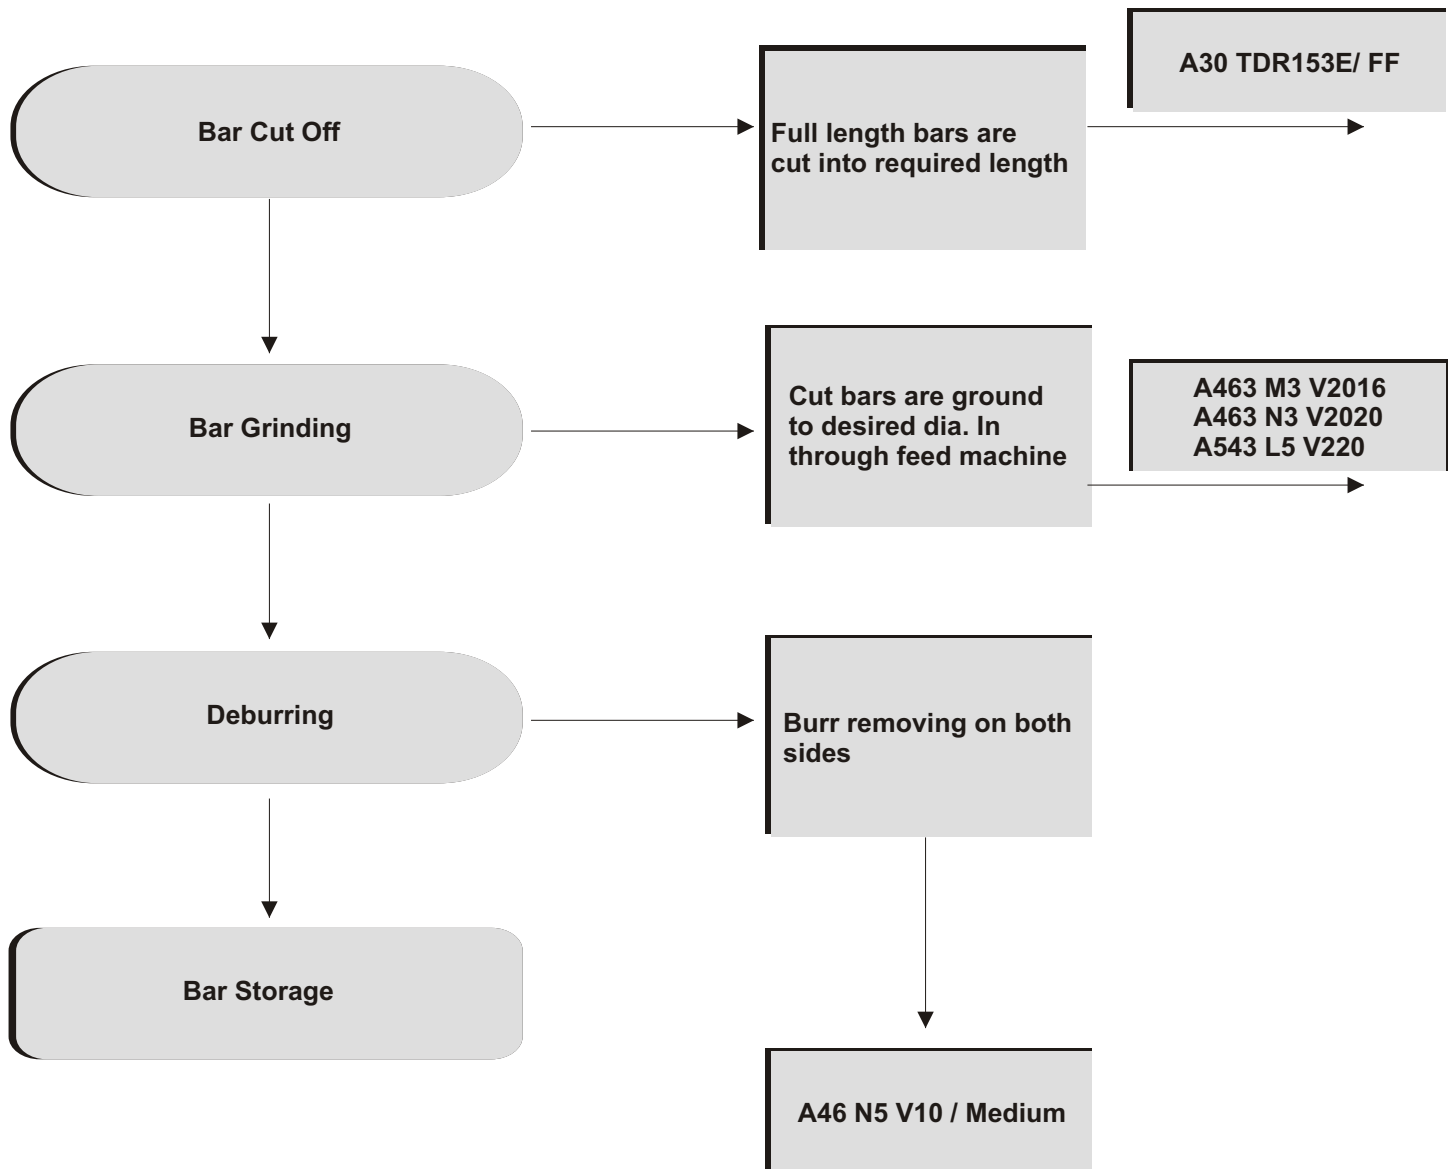 Bar Cut Off
Full length bars are
cut into required length
A30 TDR153E/ FF
Bar Grinding
Cut bars are ground
to desired dia. In
through feed machine
A463 M3 V2016
A463 N3 V2020
A543 L5 V220
Deburring
Burr removing on both
sides
Bar Storage
A46 N5 V10 / Medium